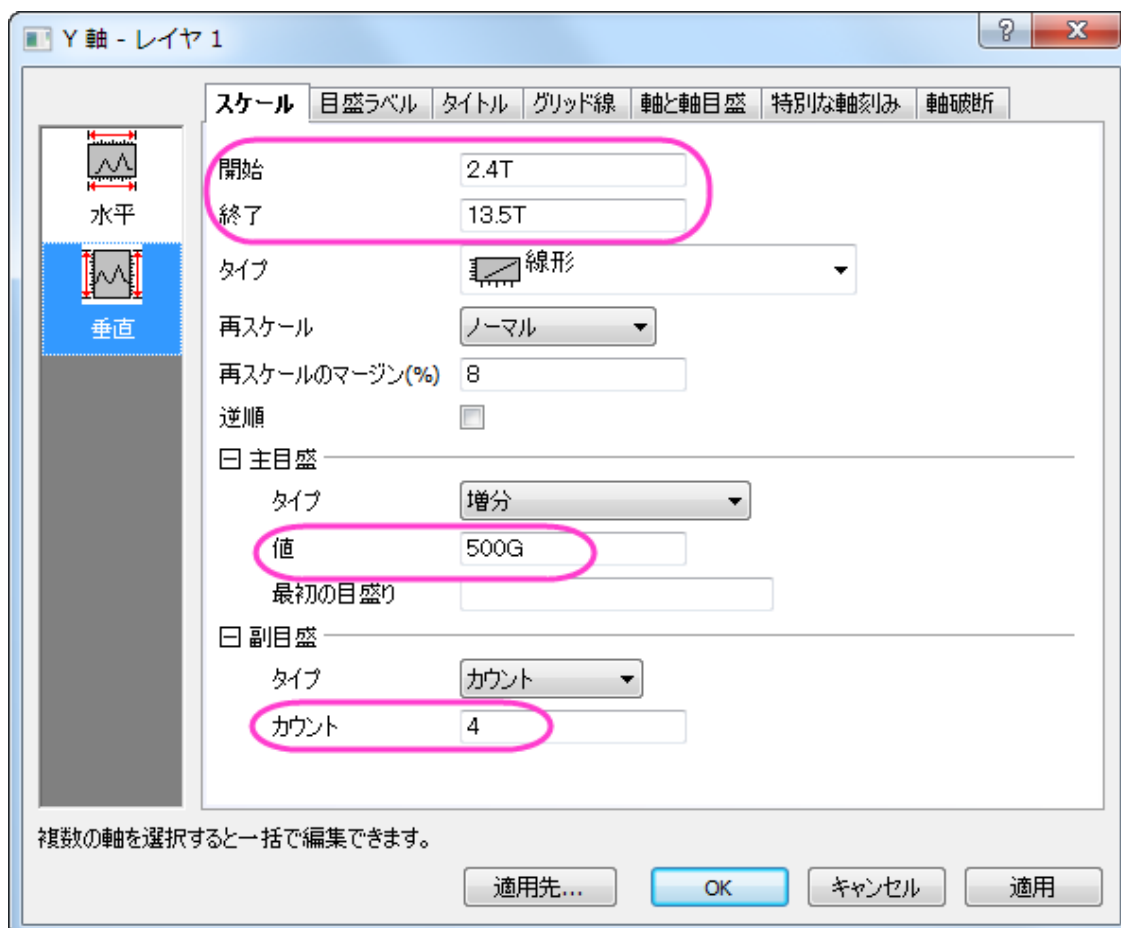 Y 軸 - レイヤ 1
スケール 目盛ラベル タイトル グリッド線 軸と軸目盛 特別な軸刻み 軸破断
水平
垂直
開始 2.4T
終了 13.5T
タイプ 線形
再スケール ノーマル
再スケールのマージン(%) 8
逆順
主目盛
タイプ 増分
値 500G
最初の目盛り
副目盛
タイプ カウント
カウント 4
複数の軸を選択すると一括で編集できます。
適用先... OK キャンセル 適用